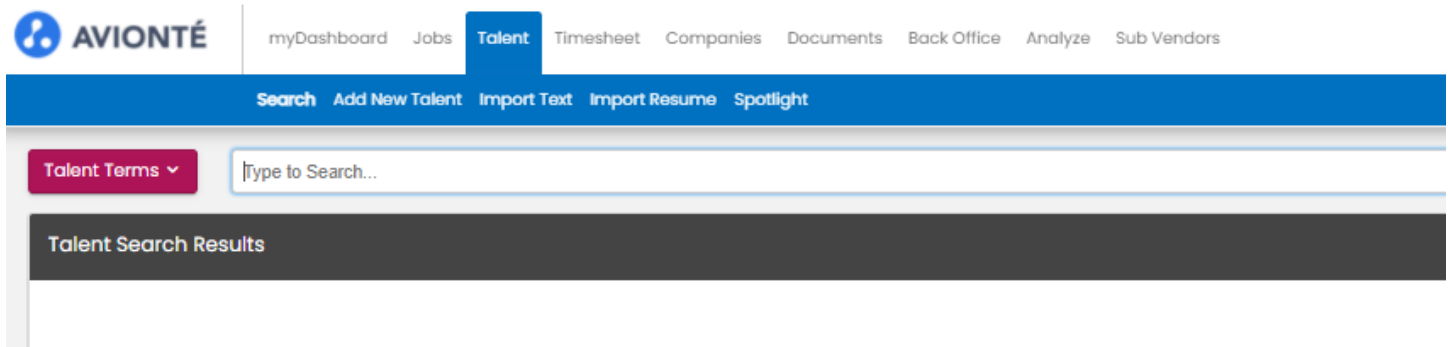 AVIONTÉ myDashboard Jobs Talent Timesheet Companies Documents Back Office Analyze Sub Vendors
Search Add New Talent Import Text Import Resume Spotlight
Talent Terms Type to Search...
Talent Search Results